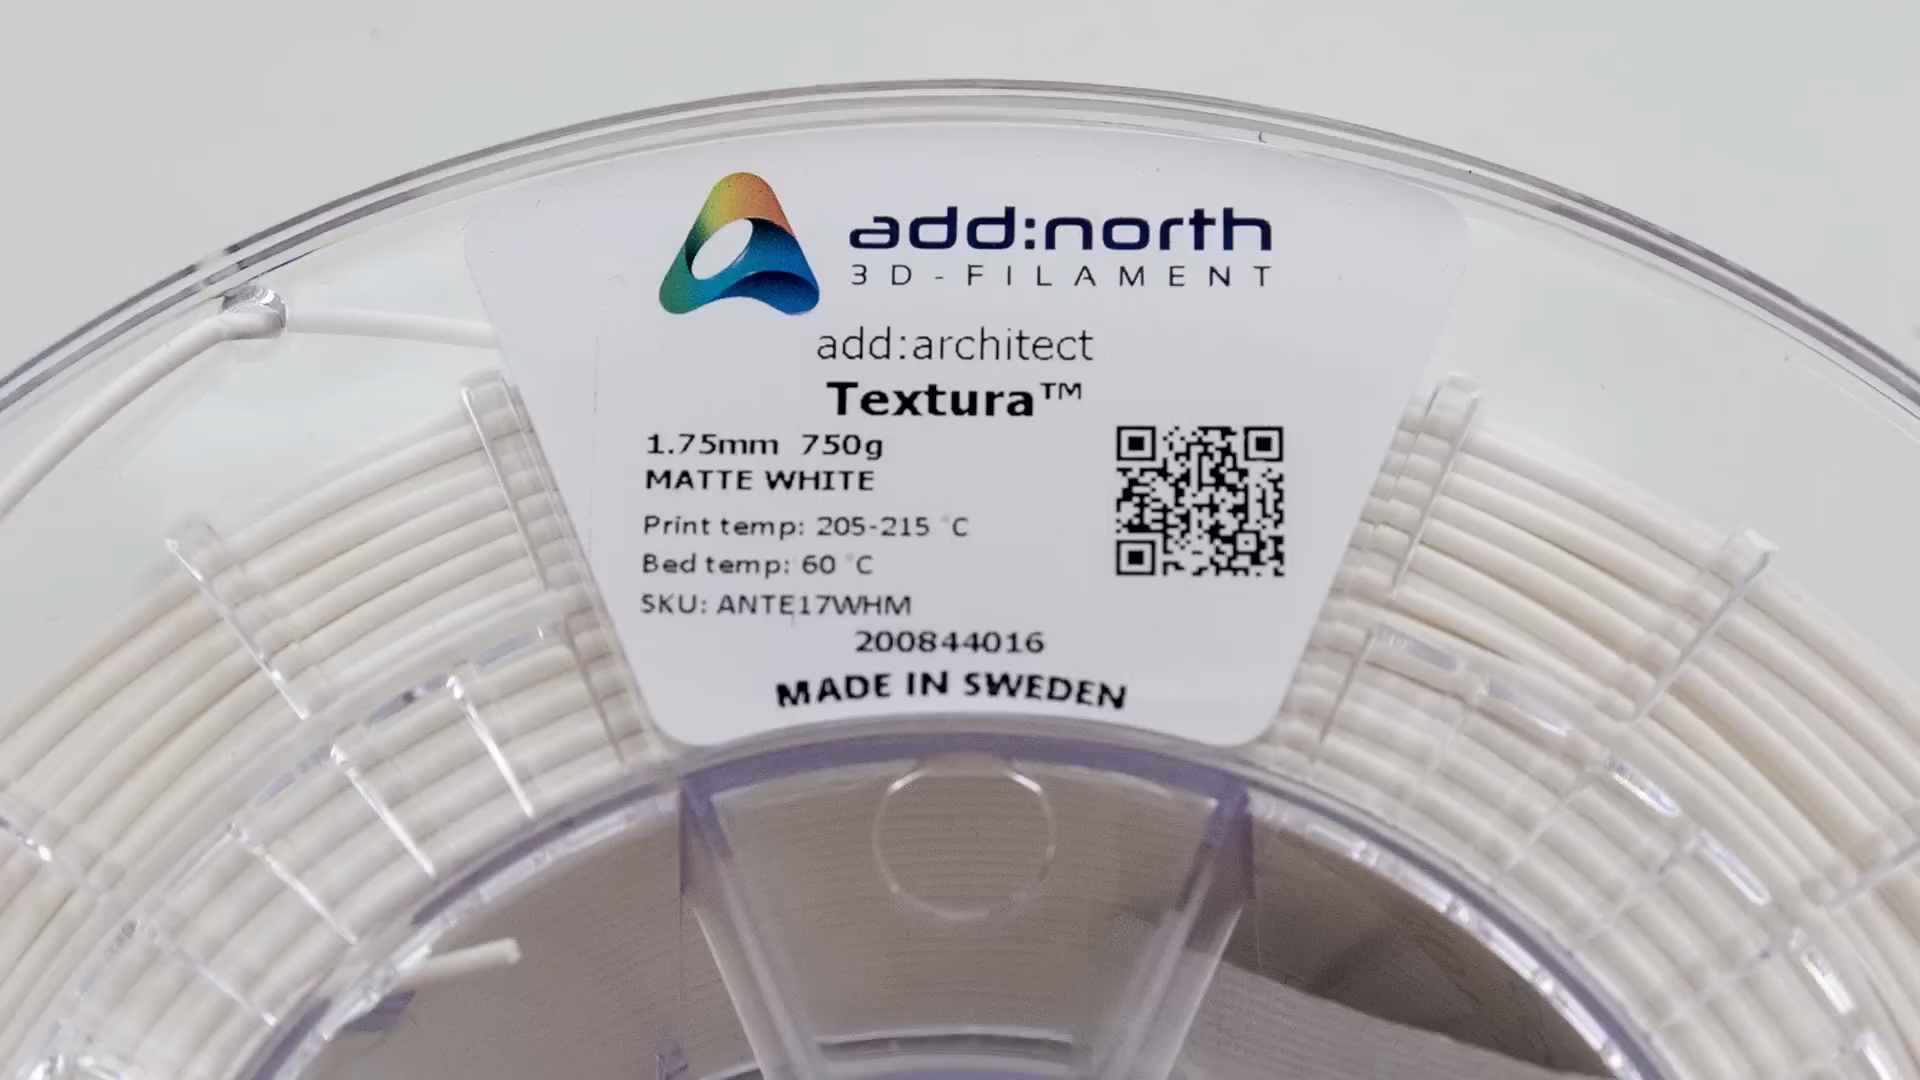 add:north
3D-FILAMENT
add:architect
Textura™
1.75mm 750g
MATTE WHITE
Print temp: 205-215 °C
Bed temp: 60 °C
SKU: ANTE17WHM
200844016
MADE IN SWEDEN